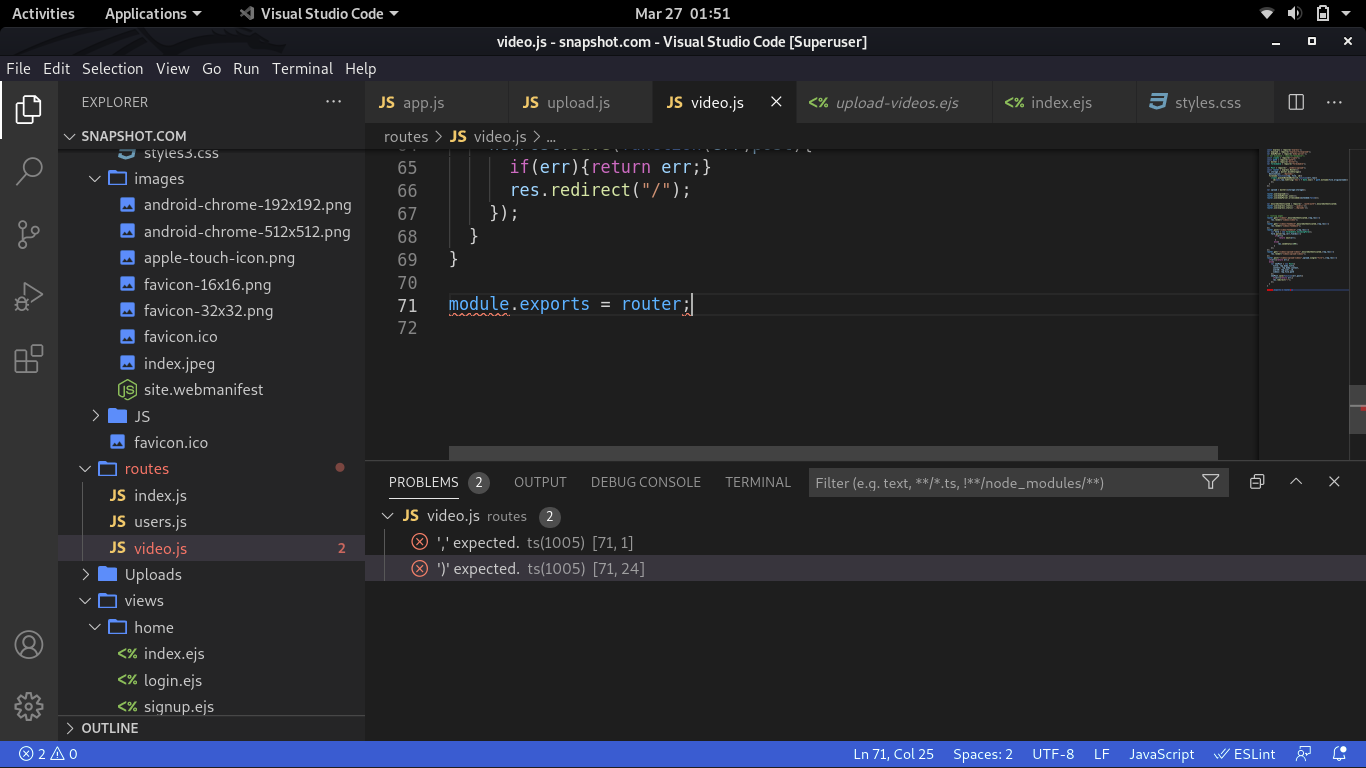 Activities Applications Visual Studio Code Mar 27 01:51
video.js - snapshot.com - Visual Studio Code [Superuser]
File Edit Selection View Go Run Terminal Help
EXPLORER
SNAPSHOT.COM
styles3.css
images
android-chrome-192x192.png
android-chrome-512x512.png
apple-touch-icon.png
favicon-16x16.png
favicon-32x32.png
favicon.ico
index.jpeg
site.webmanifest
JS
favicon.ico
routes
index.js
users.js
video.js 2
Uploads
views
home
index.ejs
login.ejs
signup.ejs
OUTLINE
JS app.js JS upload.js JS video.js <% upload-videos.ejs <% index.ejs styles.css
routes > JS video.js > ...
65 if(err){return err;}
66 res.redirect("/");
67 });
68 }
69 }
70
71 module.exports = router;
72
PROBLEMS 2 OUTPUT DEBUG CONSOLE TERMINAL Filter (e.g. text, **/*.ts, !**/node_modules/**)
JS video.js routes 2
',' expected. ts(1005) [71, 1]
')' expected. ts(1005) [71, 24]
2 0 Ln 71, Col 25 Spaces: 2 UTF-8 LF JavaScript ESLint